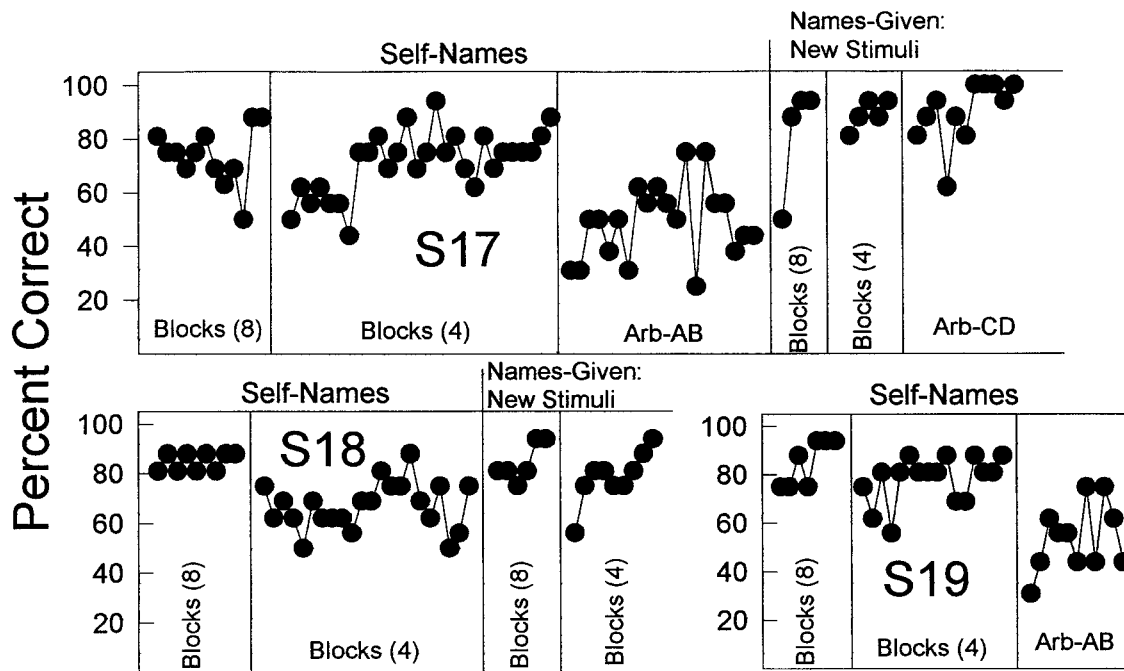 Names-Given:
Self-Names New Stimuli
Percent Correct
100
80
60
40
20
S17
Blocks (8)
Blocks (4)
Arb-AB
Blocks (8)
Blocks (4)
Arb-CD
Self-Names
Names-Given:
New Stimuli
100
80
60
40
20
S18
Blocks (8)
Blocks (4)
Blocks (8)
Blocks (4)
Self-Names
100
80
60
40
20
S19
Blocks (8)
Blocks (4)
Arb-AB